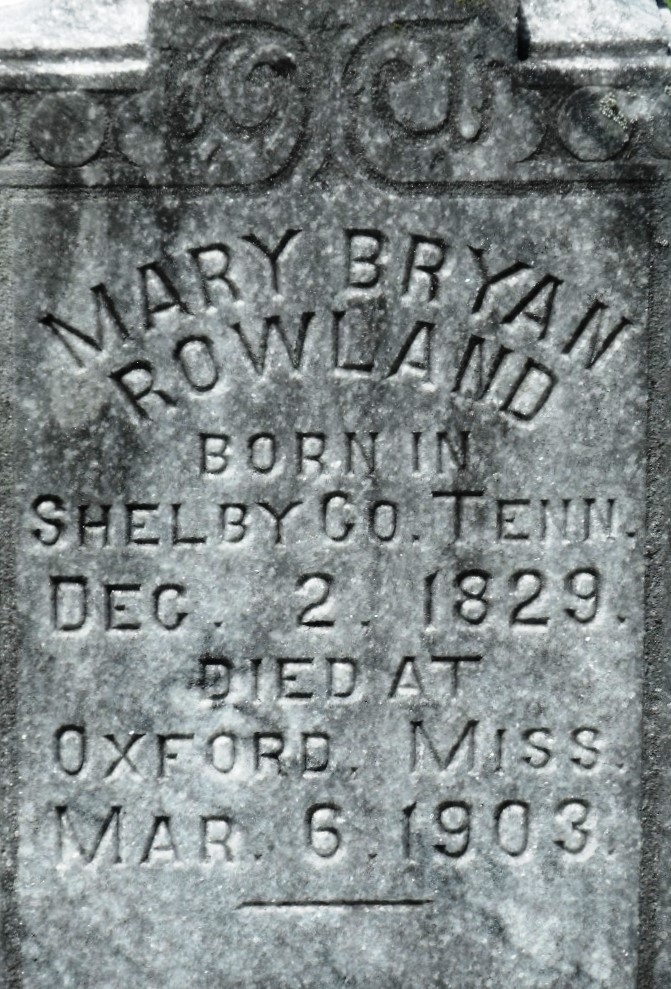 MARY BRYAN
ROWLAND
BORN IN
SHELBY CO. TENN.
DEC. 2. 1829.
DIED AT
OXFORD, MISS.
MAR. 6. 1903.